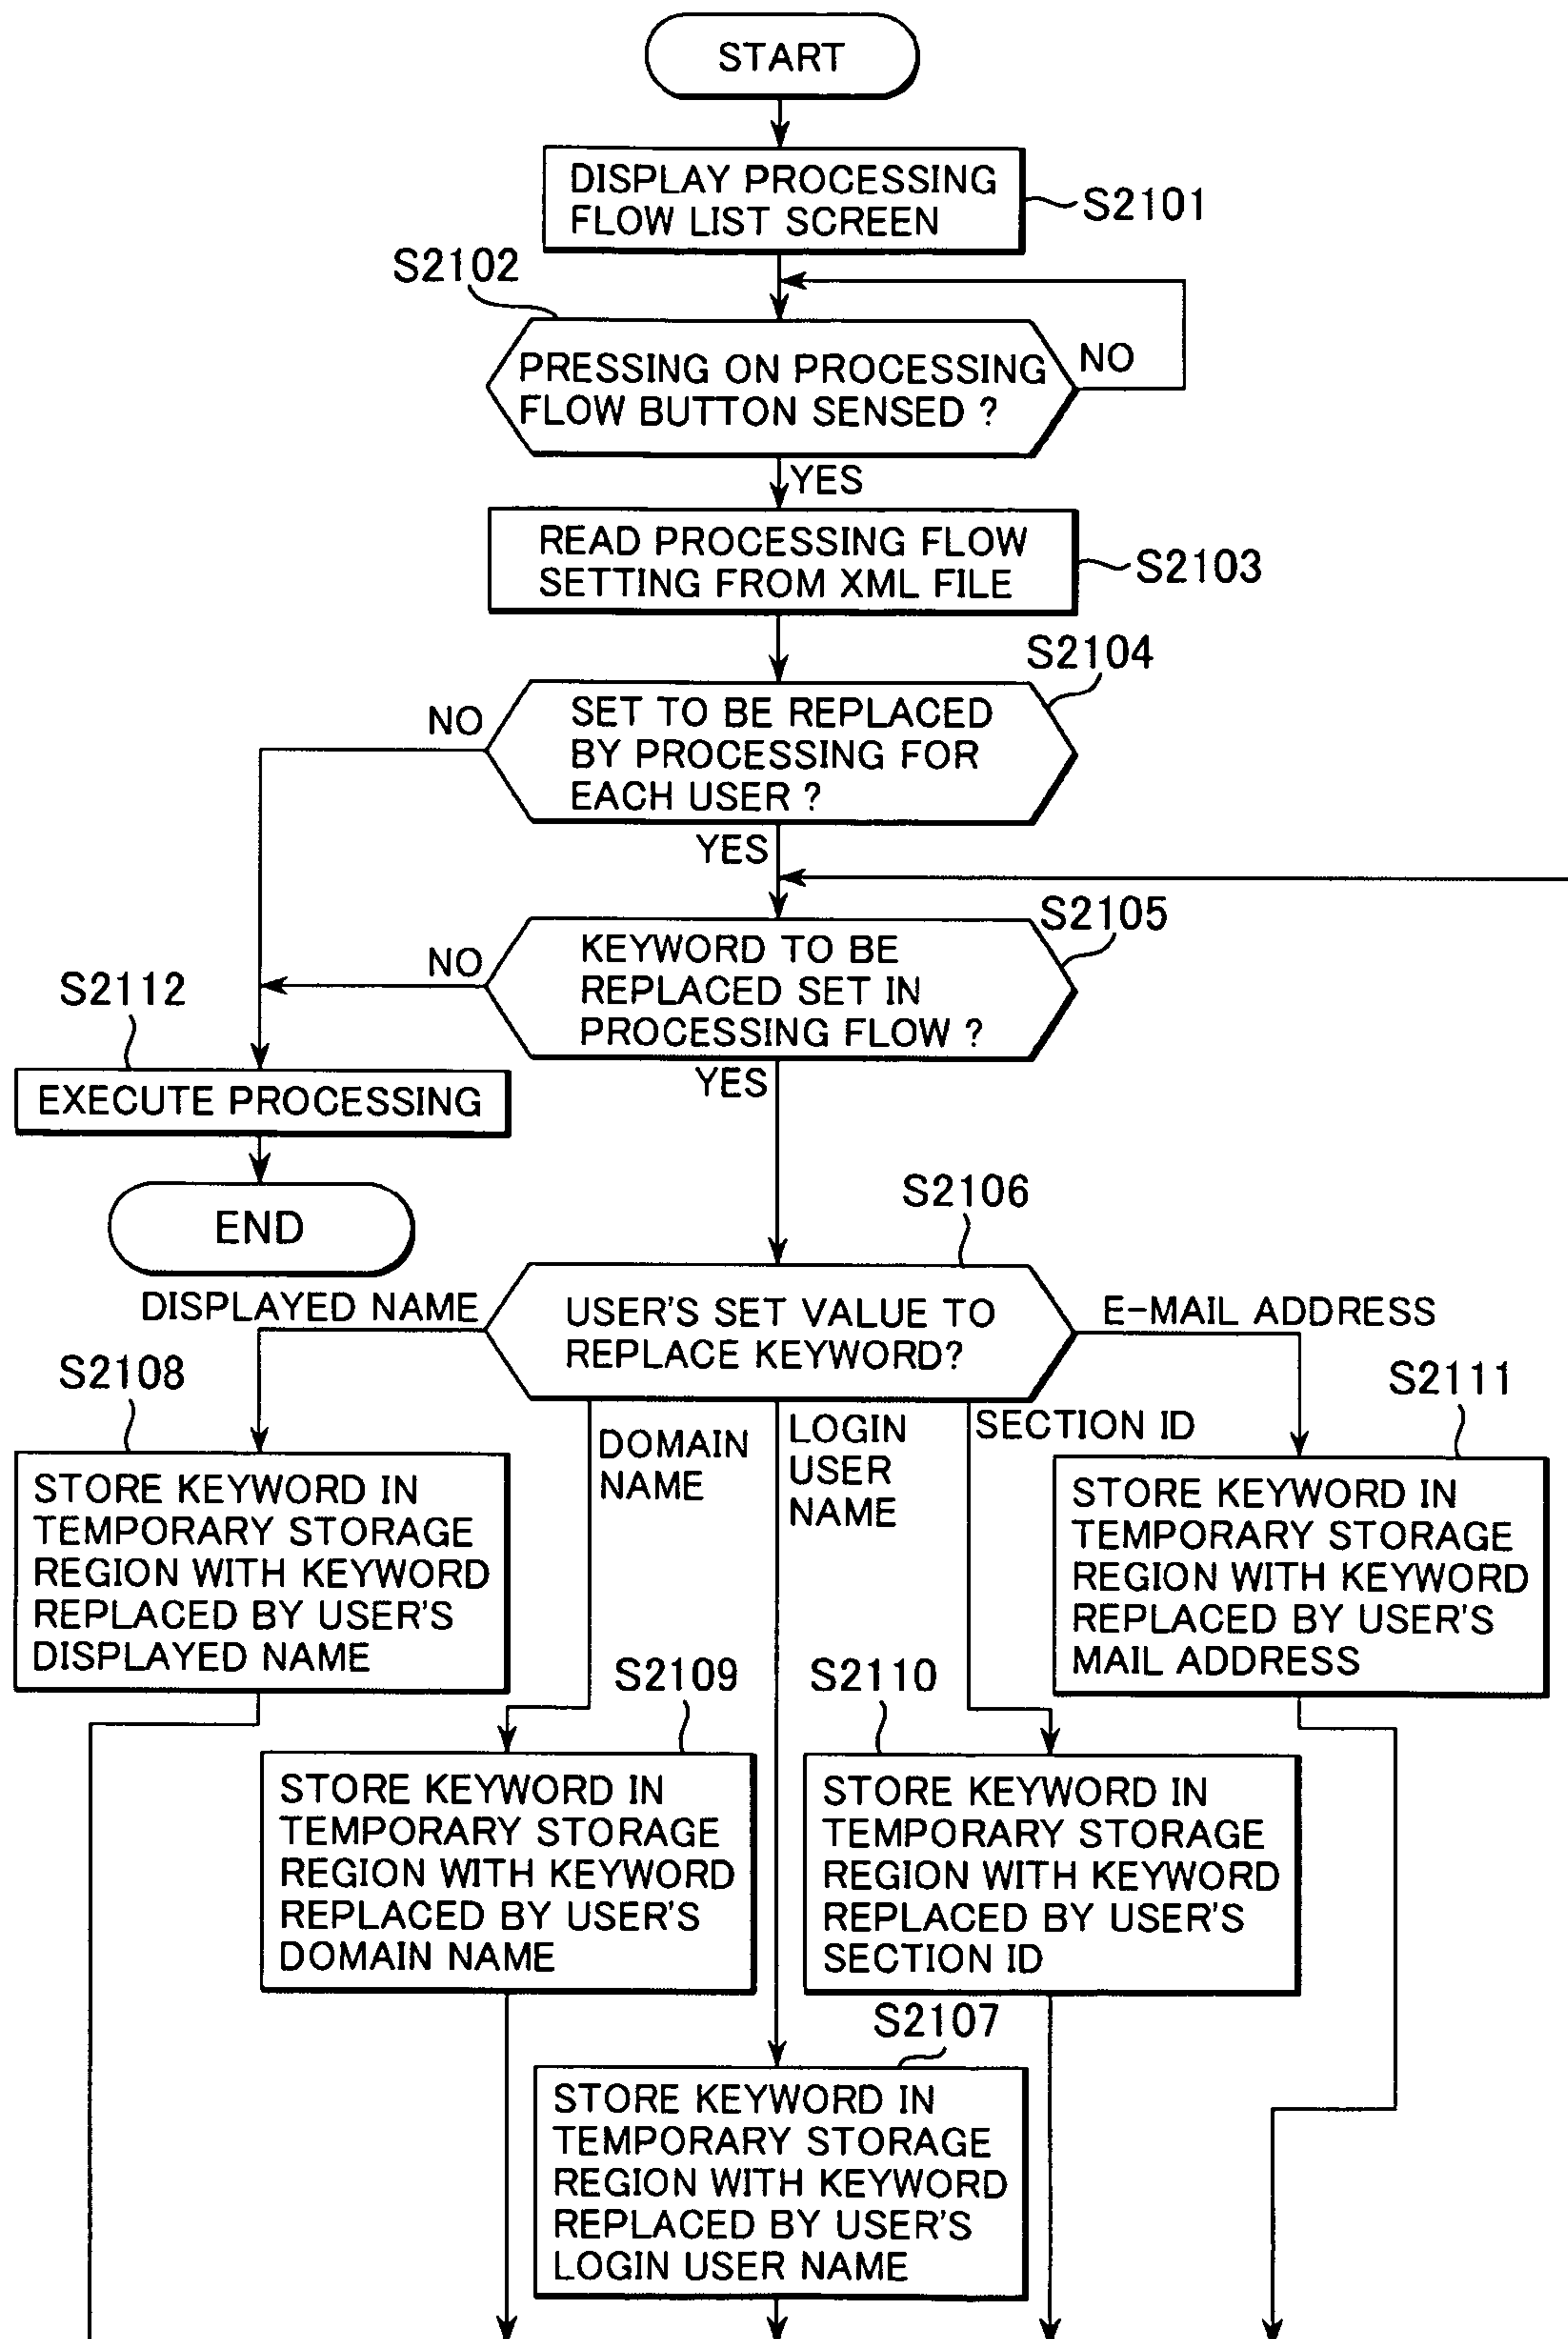 START
DISPLAY PROCESSING
FLOW LIST SCREEN
S2101
S2102
PRESSING ON PROCESSING
FLOW BUTTON SENSED ?
NO
YES
READ PROCESSING FLOW
SETTING FROM XML FILE
S2103
S2104
NO
SET TO BE REPLACED
BY PROCESSING FOR
EACH USER ?
YES
S2105
NO
KEYWORD TO BE
REPLACED SET IN
PROCESSING FLOW ?
S2112
YES
EXECUTE PROCESSING
END
S2106
DISPLAYED NAME
USER'S SET VALUE TO
REPLACE KEYWORD?
E-MAIL ADDRESS
S2108
S2111
DOMAIN
NAME
LOGIN
USER
NAME
SECTION ID
STORE KEYWORD IN
TEMPORARY STORAGE
REGION WITH KEYWORD
REPLACED BY USER'S
DISPLAYED NAME
STORE KEYWORD IN
TEMPORARY STORAGE
REGION WITH KEYWORD
REPLACED BY USER'S
MAIL ADDRESS
S2109
S2110
STORE KEYWORD IN
TEMPORARY STORAGE
REGION WITH KEYWORD
REPLACED BY USER'S
DOMAIN NAME
STORE KEYWORD IN
TEMPORARY STORAGE
REGION WITH KEYWORD
REPLACED BY USER'S
SECTION ID
S2107
STORE KEYWORD IN
TEMPORARY STORAGE
REGION WITH KEYWORD
REPLACED BY USER'S
LOGIN USER NAME